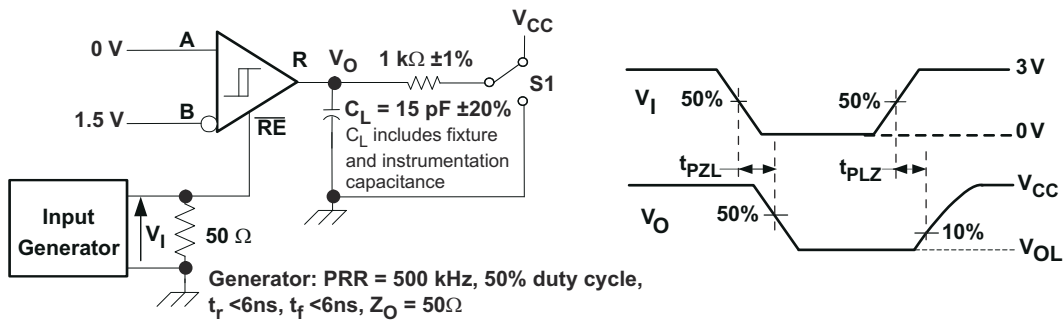 0 V
A
1.5 V
B
R
RE
V_O
1 kΩ ±1%
V_CC
S1
C_L = 15 pF ±20%
C_L includes fixture
and instrumentation
capacitance
Input
Generator
V_I
50 Ω
Generator: PRR = 500 kHz, 50% duty cycle,
t_r <6ns, t_f <6ns, Z_O = 50Ω
V_I
50%
50%
3 V
0 V
t_PZL
t_PLZ
V_O
50%
10%
V_CC
V_OL